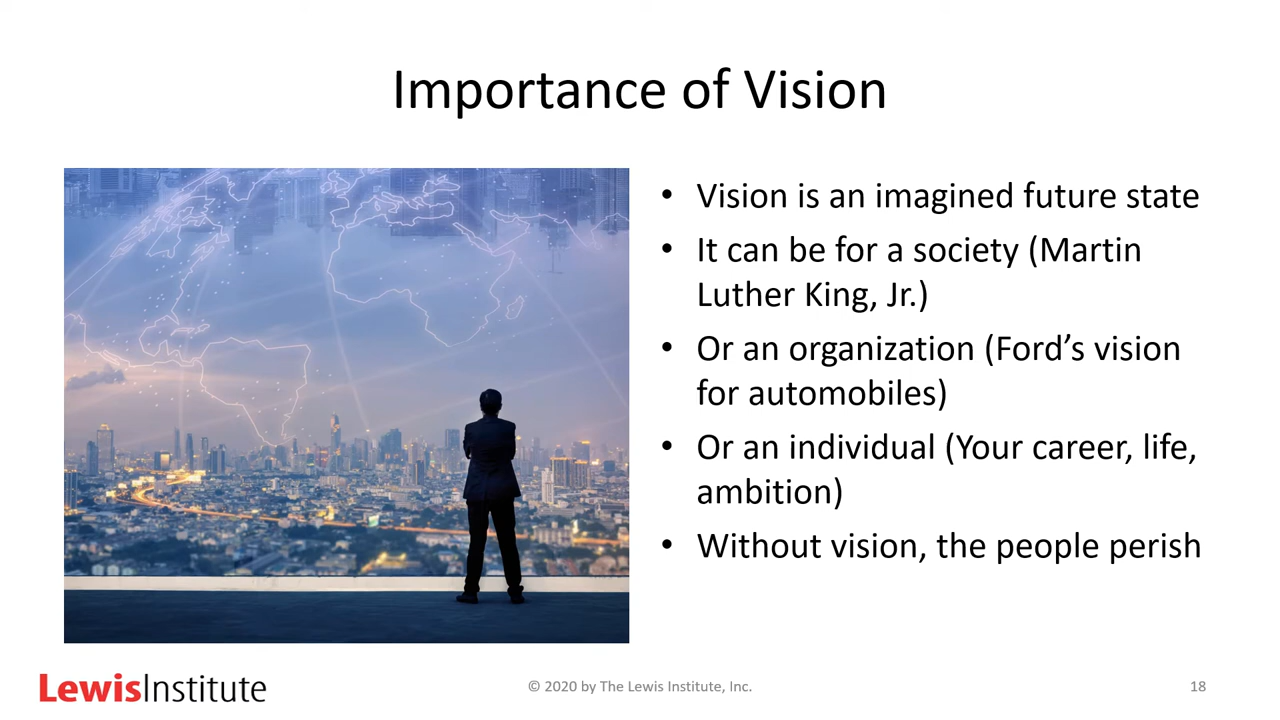 Importance of Vision
• Vision is an imagined future state
• It can be for a society (Martin
Luther King, Jr.)
• Or an organization (Ford’s vision
for automobiles)
• Or an individual (Your career, life,
ambition)
• Without vision, the people perish
LewisInstitute
© 2020 by The Lewis Institute, Inc.
18